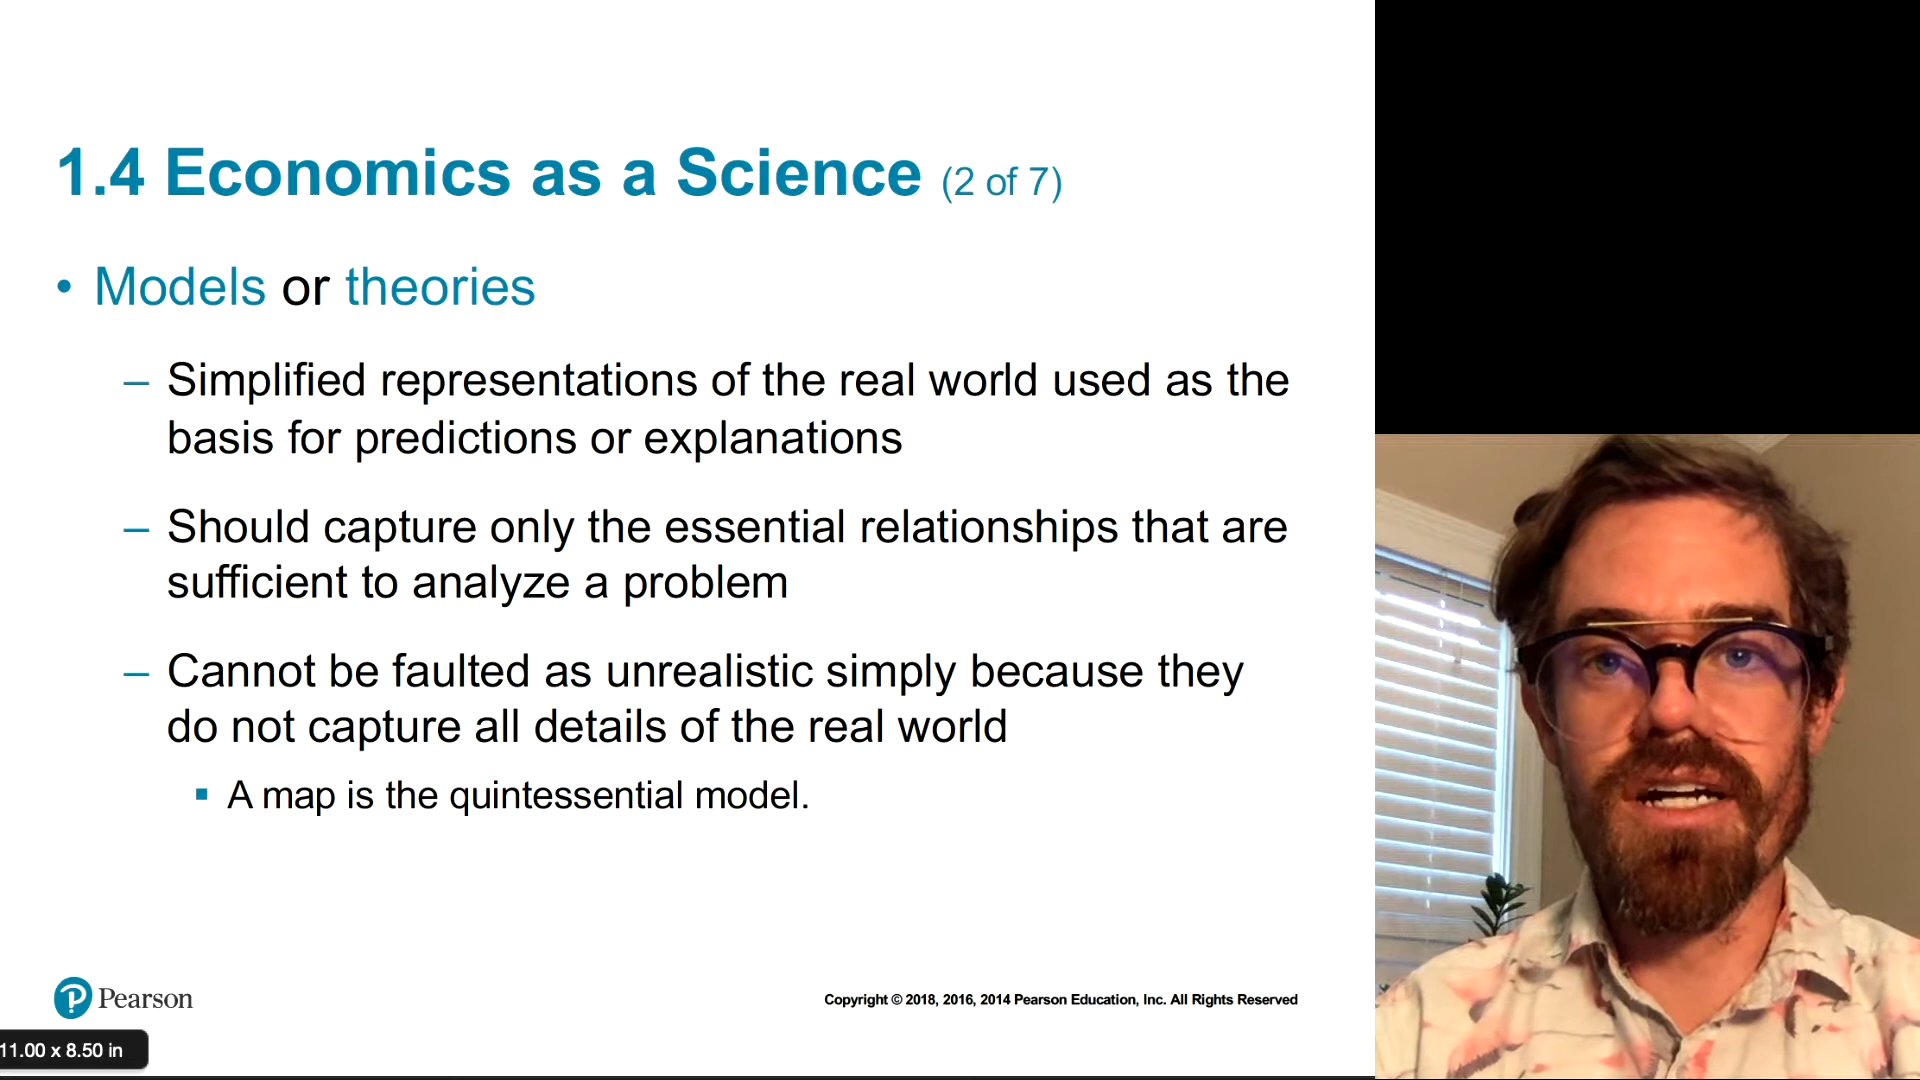 1.4 Economics as a Science (2 of 7)
• Models or theories
– Simplified representations of the real world used as the
basis for predictions or explanations
– Should capture only the essential relationships that are
sufficient to analyze a problem
– Cannot be faulted as unrealistic simply because they
do not capture all details of the real world
▪ A map is the quintessential model.
Pearson
Copyright © 2018, 2016, 2014 Pearson Education, Inc. All Rights Reserved
11.00 x 8.50 in